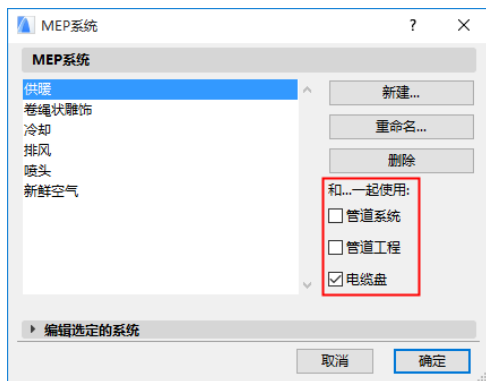 MEP系统
?
MEP系统
供暖
卷绳状雕饰
冷却
排风
喷头
新鲜空气
新建...
重命名...
删除
和...一起使用:
管道系统
管道工程
电缆盘
编辑选定的系统
取消
确定